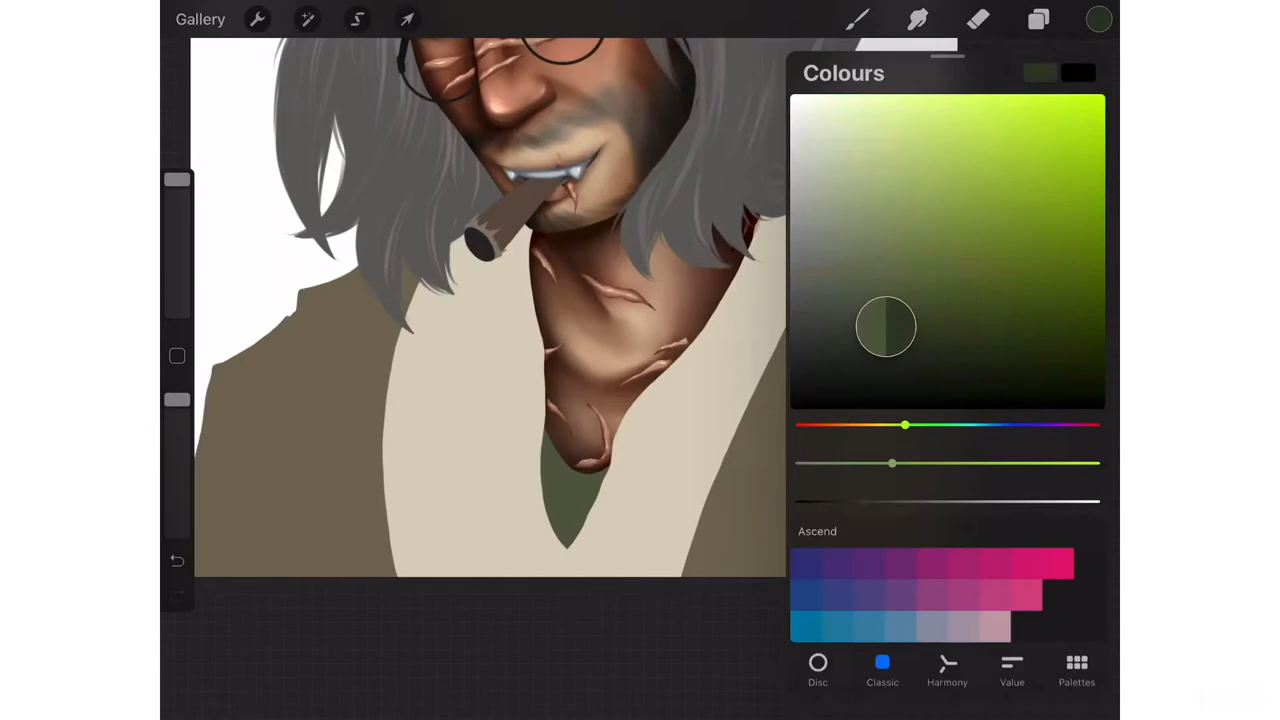 Gallery
Colours
Ascend
Disc
Classic
Harmony
Value
Palettes